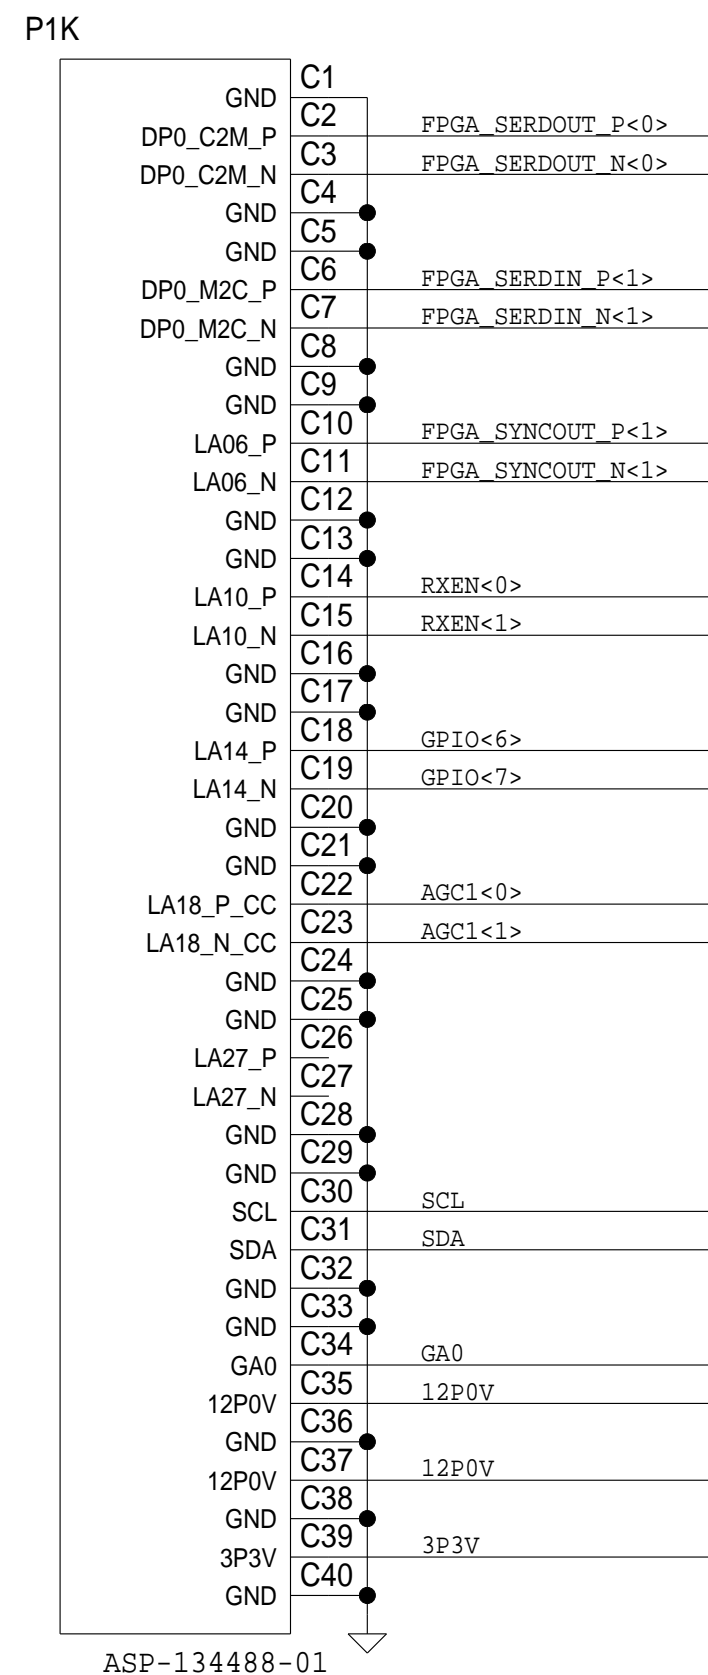 P1K
C1
GND
C2 FPGA_SERDOUT_P<0>
DP0_C2M_P
C3 FPGA_SERDOUT_N<0>
DP0_C2M_N
C4
GND
C5
GND
C6 FPGA_SERDIN_P<1>
DP0_M2C_P
C7 FPGA_SERDIN_N<1>
DP0_M2C_N
C8
GND
C9
GND
C10 FPGA_SYNCOUT_P<1>
LA06_P
C11 FPGA_SYNCOUT_N<1>
LA06_N
C12
GND
C13
GND
C14 RXEN<0>
LA10_P
C15 RXEN<1>
LA10_N
C16
GND
C17
GND
C18 GPIO<6>
LA14_P
C19 GPIO<7>
LA14_N
C20
GND
C21
GND
C22 AGC1<0>
LA18_P_CC
C23 AGC1<1>
LA18_N_CC
C24
GND
C25
GND
C26
LA27_P
C27
LA27_N
C28
GND
C29
GND
C30 SCL
SCL
C31 SDA
SDA
C32
GND
C33
GND
C34 GA0
GA0
C35 12P0V
12P0V
C36
GND
C37 12P0V
12P0V
C38
GND
C39 3P3V
3P3V
C40
GND
ASP-134488-01